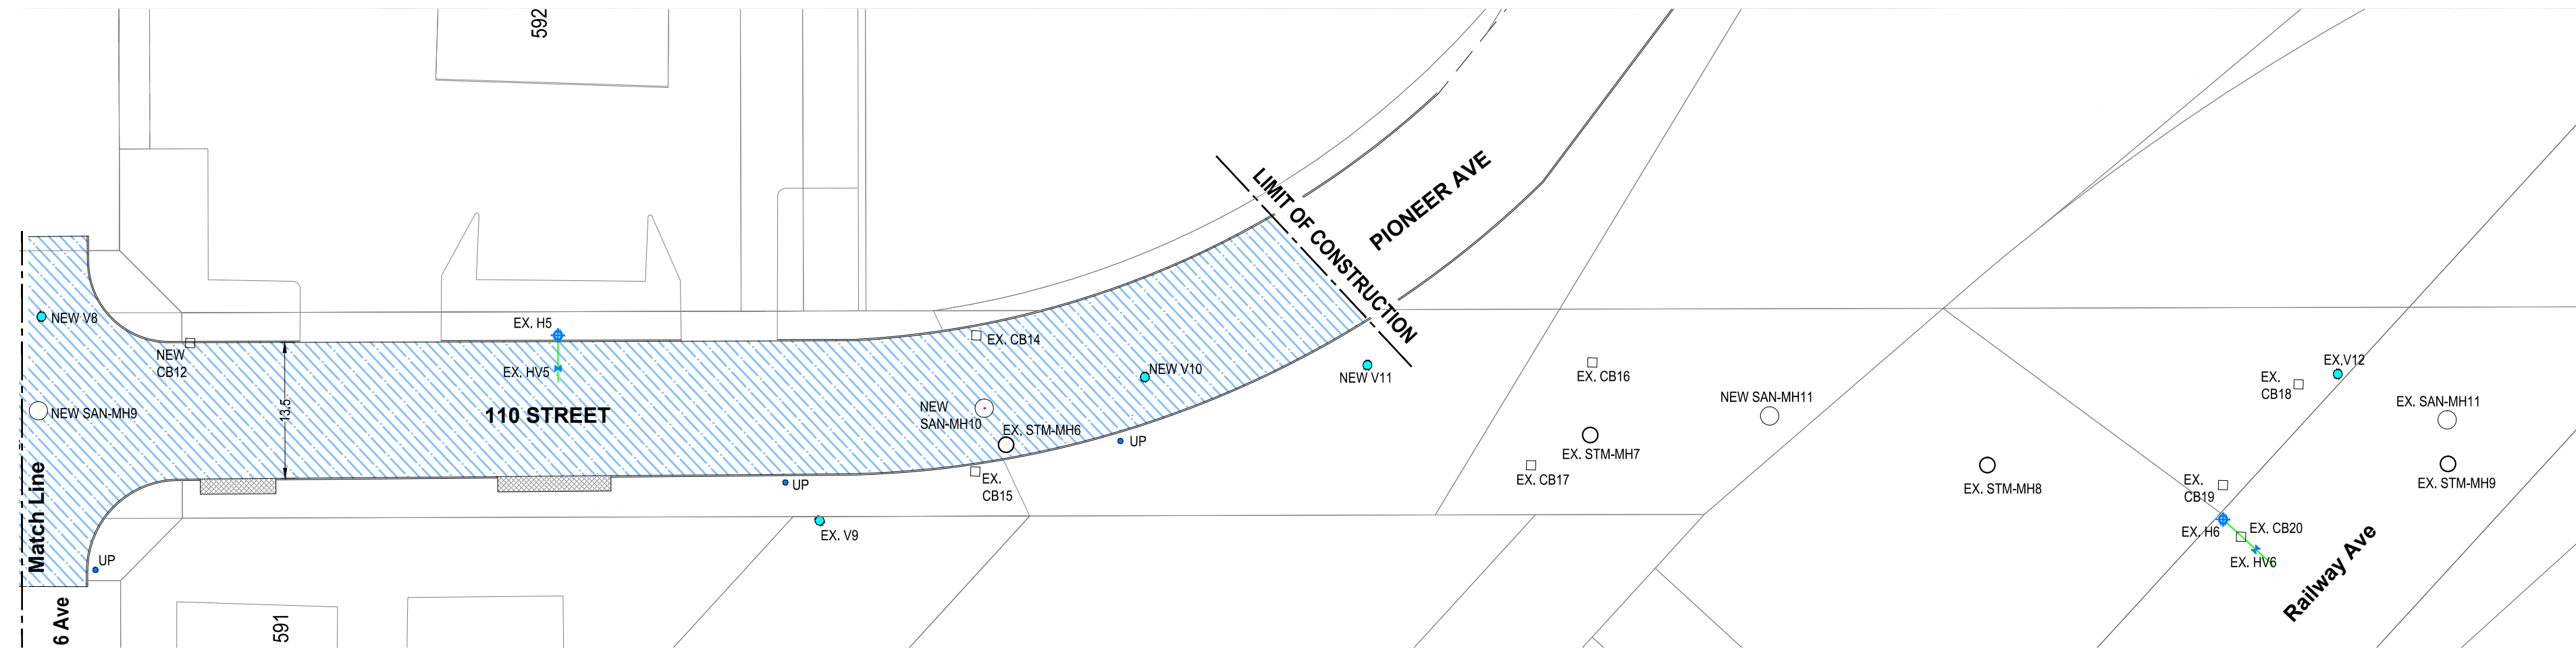 592
LIMIT OF CONSTRUCTION
PIONEER AVE
NEW V8
NEW
CB12
EX. H5
EX. HV5
EX. CB14
NEW V10
NEW V11
EX. CB16
EX.V12
EX.
CB18
NEW SAN-MH9
13.5
110 STREET
NEW
SAN-MH10
EX. STM-MH6
UP
NEW SAN-MH11
EX. SAN-MH11
EX. STM-MH7
EX. CB17
EX.
CB15
UP
EX. STM-MH8
EX.
CB19
EX. STM-MH9
Match Line
EX. V9
EX. H6
EX. CB20
EX. HV6
UP
Railway Ave
6 Ave
591